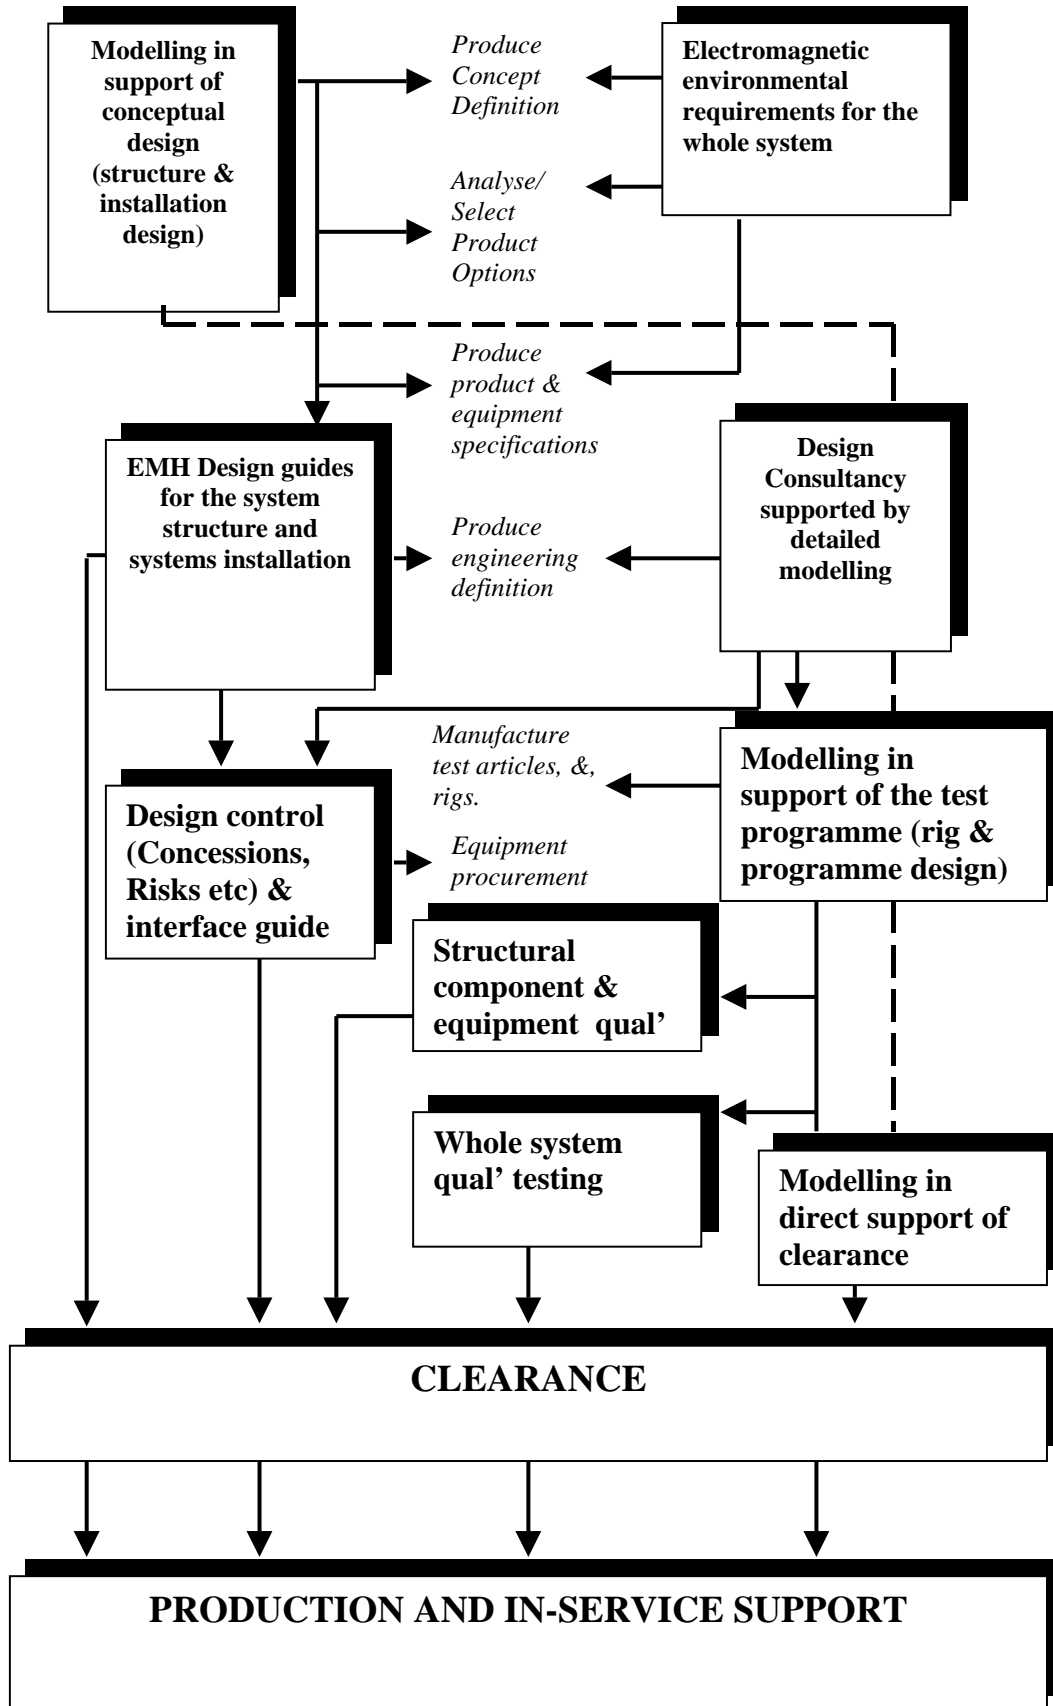 Modelling in
support of
conceptual
design
(structure &
installation
design)
Produce
Concept
Definition
Electromagnetic
environmental
requirements for the
whole system
Analyse/
Select
Product
Options
Produce
product &
equipment
specifications
EMH Design guides
for the system
structure and
systems installation
Design
Consultancy
supported by
detailed
modelling
Produce
engineering
definition
Manufacture
test articles, &,
rigs.
Modelling in
support of the test
programme (rig &
programme design)
Design control
(Concessions,
Risks etc) &
interface guide
Equipment
procurement
Structural
component &
equipment  qual’
Whole system
qual’ testing
Modelling in
direct support of
clearance
CLEARANCE
PRODUCTION AND IN-SERVICE SUPPORT